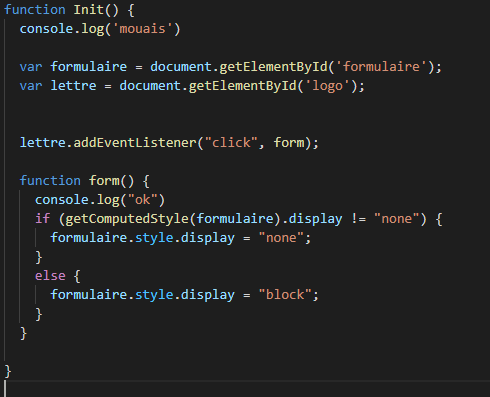 function Init() {
console.log('mouais')
var formulaire = document.getElementById('formulaire');
var lettre = document.getElementById('logo');
lettre.addEventListener("click", form);
function form() {
console.log("ok")
if (getComputedStyle(formulaire).display != "none") {
formulaire.style.display = "none";
}
else {
formulaire.style.display = "block";
}
}
}